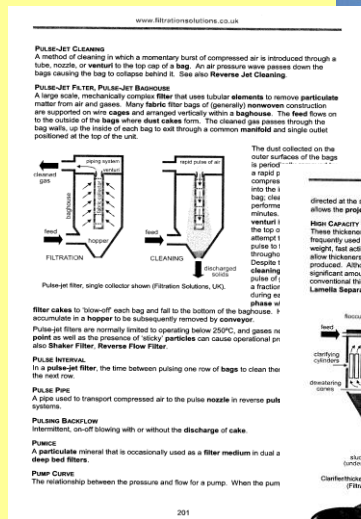 www.filtrationsolutions.co.uk
PULSE-JET CLEANING
A method of cleaning in which a momentary burst of compressed air is introduced through a
tube, nozzle, or venturi to the top cap of a bag. An air pressure wave passes down the
bags causing the bag to collapse behind it. See also Reverse Jet Cleaning.
PULSE-JET FILTER, PULSE-JET BAGHOUSE
A large scale, mechanically complex filter that uses tubular elements to remove particulate
matter from air and gases. Many fabric filter bags of (generally) nonwoven construction
are supported on wire cages and arranged vertically within a baghouse. The feed flows on
to the outside of the bags where dust cakes form. The cleaned gas passes through the
bag walls, up the inside of each bag to exit through a common manifold and single outlet
positioned at the top of the unit.
piping system
venturi
cleaned
gas
baghouse
feed
hopper
FILTRATION
rapid pulse of air
feed
CLEANING
discharged
solids
Pulse-jet filter, single collector shown (Filtration Solutions, UK).
The dust collected on the
outer surfaces of the bags
is period
a rapid p
compres
into the i
bag; clea
performe
minutes.
venturi
the top o
attempt t
pulse to
througho
Despite t
cleaning
pulse of
a fraction
during ea
phase w
filter cakes to 'blow-off' each bag and fall to the bottom of the baghouse.
accumulate in a hopper to be subsequently removed by conveyor.
Pulse-jet filters are normally limited to operating below 250°C, and gases ne
point as well as the presence of 'sticky' particles can cause operational pr
also Shaker Filter, Reverse Flow Filter.
PULSE INTERVAL
In a pulse-jet filter, the time between pulsing one row of bags to clean the
the next row.
PULSE PIPE
A pipe used to transport compressed air to the pulse nozzle in reverse puls
systems.
PULSING BACKFLOW
Intermittent, on-off blowing with or without the discharge of cake.
PUMICE
A particulate mineral that is occasionally used as a filter medium in dual a
deep bed filters.
PUMP CURVE
The relationship between the pressure and flow for a pump. When the pum
201
directed at the
allows the proje
HIGH CAPACITY
These thickener
frequently used
weight, fast acti
allow thickeners
produced. Altho
significant amou
conventional thi
Lamella Separa
floccu
feed
clarifying
cylinders
dewatering
cones
slud
(under
Clarifier/thicke
(Filtra